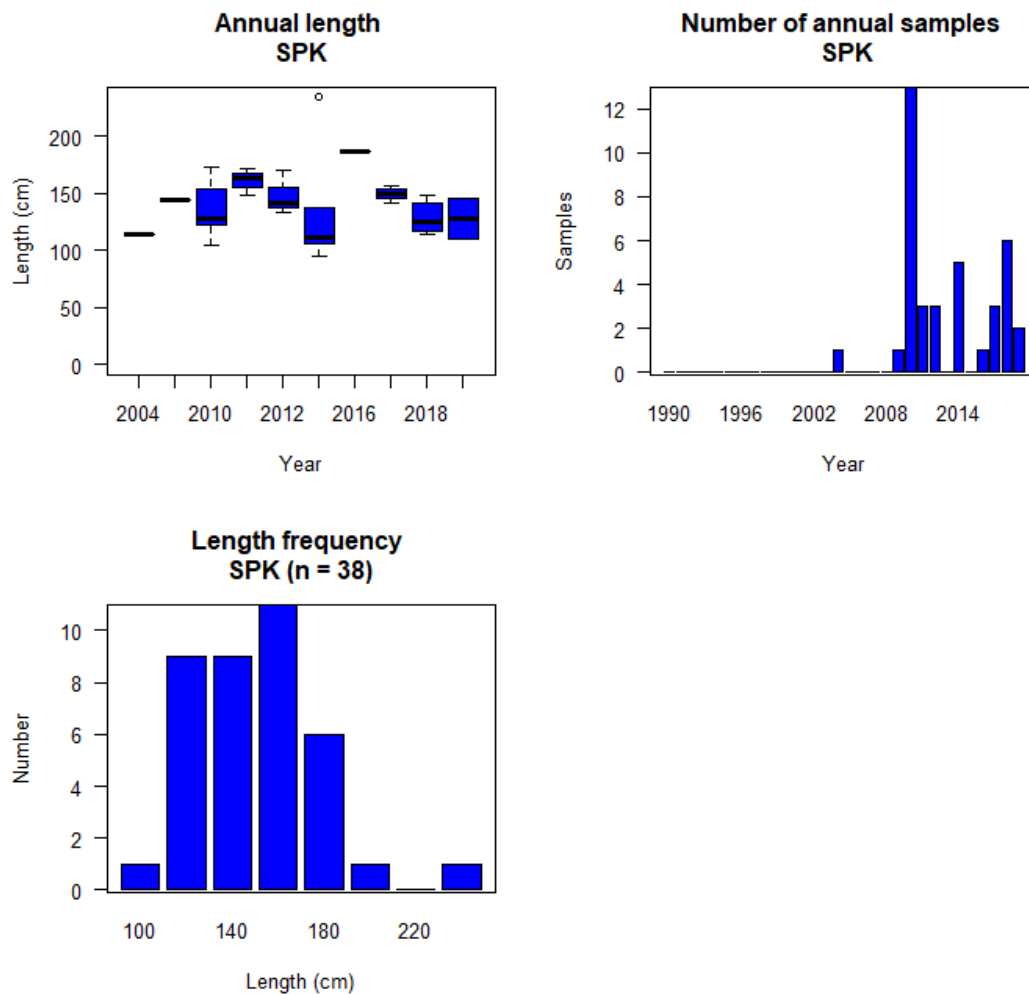 Annual length
SPK
Length (cm)
200
150
100
50
0
2004 2010 2012 2016 2018
Year
Number of annual samples
SPK
Samples
12
10
8
6
4
2
0
1990 1996 2002 2008 2014
Year
Length frequency
SPK (n = 38)
Number
10
8
6
4
2
0
100 140 180 220
Length (cm)